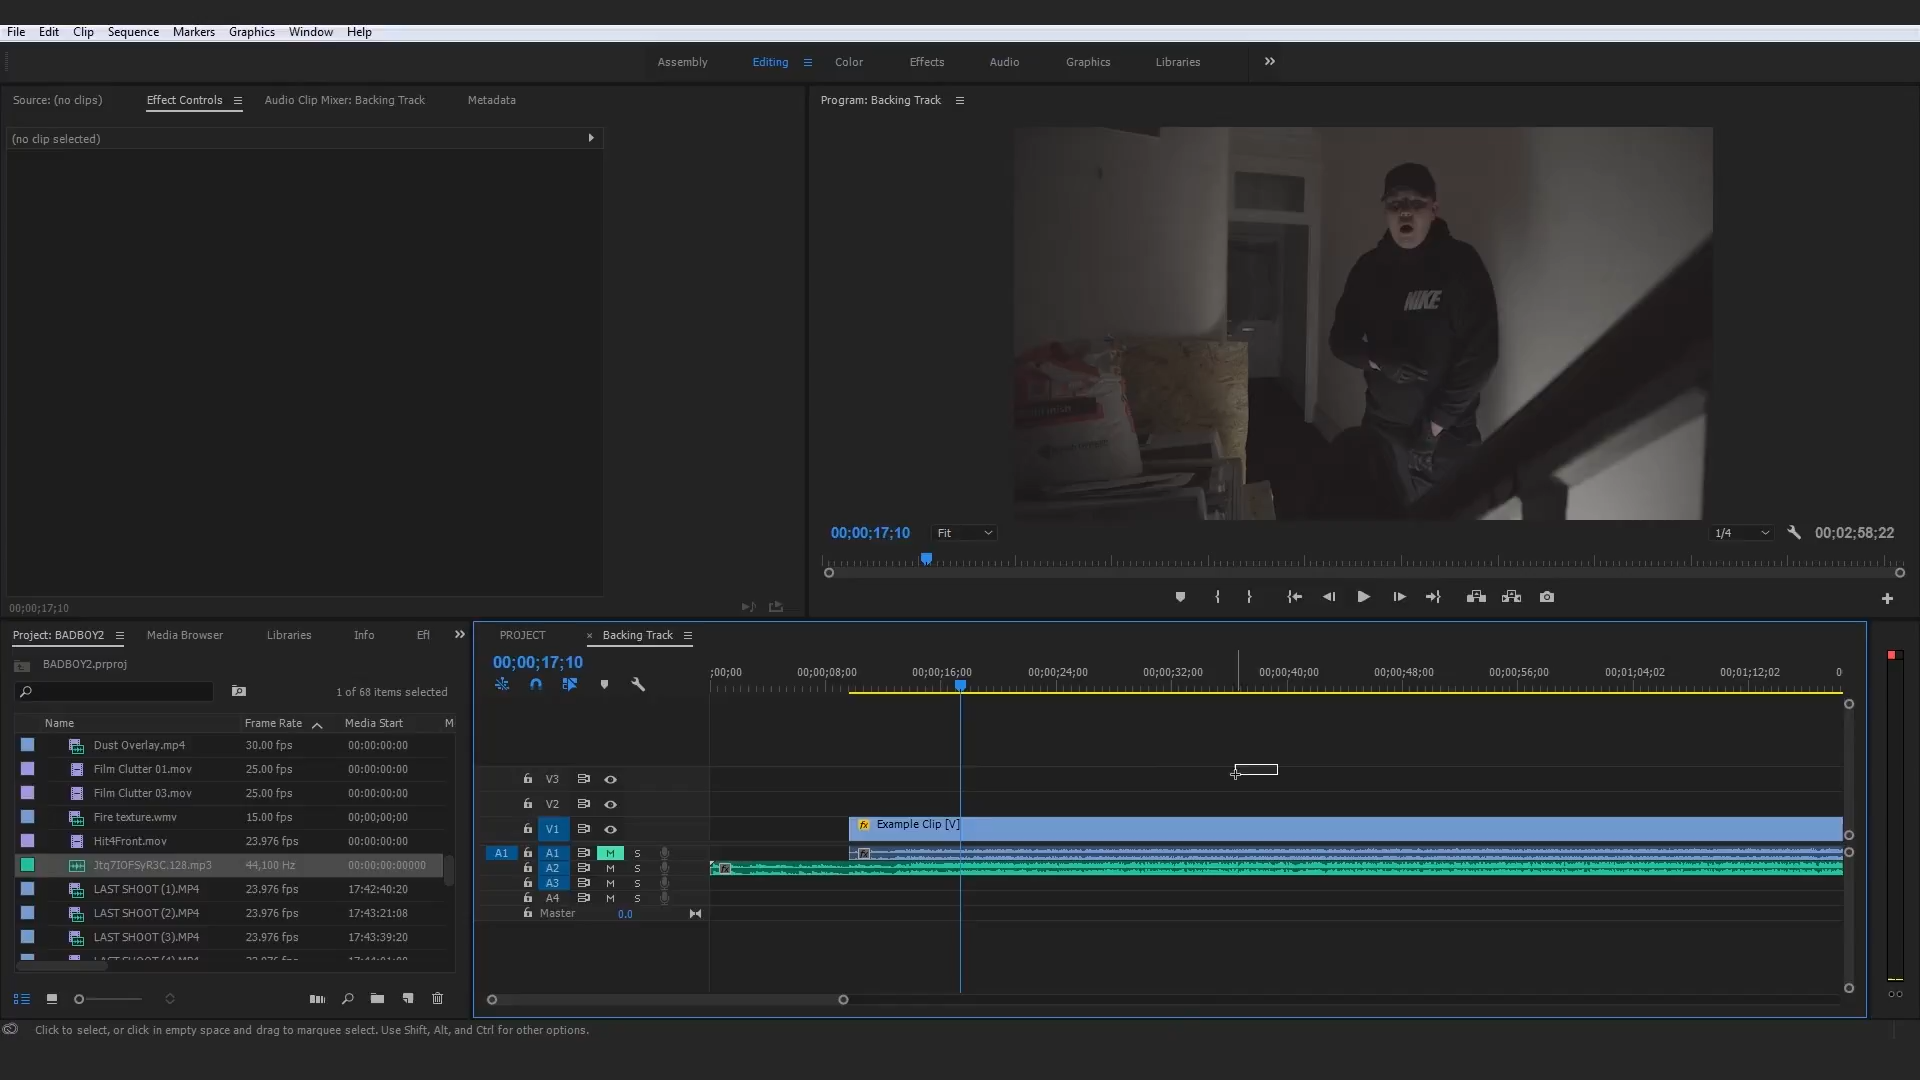 File Edit Clip Sequence Markers Graphics Window Help
Assembly Editing Color Effects Audio Graphics Libraries
Source: (no clips) Effect Controls Audio Clip Mixer: Backing Track Metadata
(no clip selected)
00;00;17;10
Program: Backing Track
NIKE
00;00;17;10 Fit 1/4 00;02;58;22
Project: BADBOY2 Media Browser Libraries Info Ef
BADBOY2.prproj
1 of 68 items selected
Name Frame Rate Media Start M
Dust Overlay.mp4 30.00 fps 00:00:00:00
Film Clutter 01.mov 25.00 fps 00:00:00:00
Film Clutter 03.mov 25.00 fps 00:00:00:00
Fire texture.wmv 15.00 fps 00;00;00;00
Hit4Front.mov 23.976 fps 00:00:00:00
Jtq7IOFSyR3C.128.mp3 44,100 Hz 00:00:00:00000
LAST SHOOT (1).MP4 23.976 fps 17:42:40:20
LAST SHOOT (2).MP4 23.976 fps 17:43:21:08
LAST SHOOT (3).MP4 23.976 fps 17:43:39:20
PROJECT × Backing Track
00;00;17;10
;00;00 00;00;08;00 00;00;16;00 00;00;24;00 00;00;32;00 00;00;40;00 00;00;48;00 00;00;56;00 00;01;04;02 00;01;12;02 0
V3
V2
V1 fx Example Clip [V]
A1 A1 M S fx
A2 M S fx
A3 M S
A4 M S
Master 0.0
Click to select, or click in empty space and drag to marquee select. Use Shift, Alt, and Ctrl for other options.